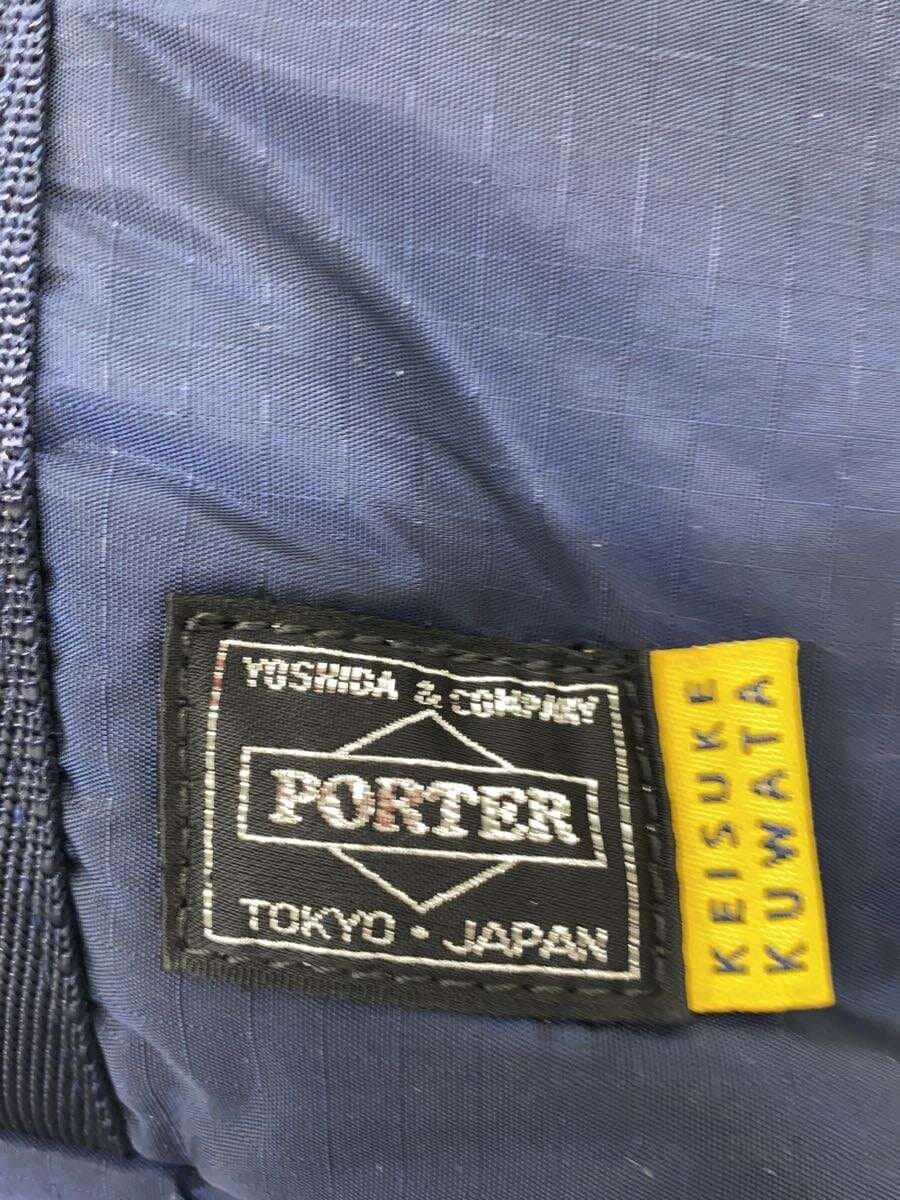 YOSHIDA & COMPANY
PORTER
TOKYO・JAPAN
KEISUKE
KUWATA